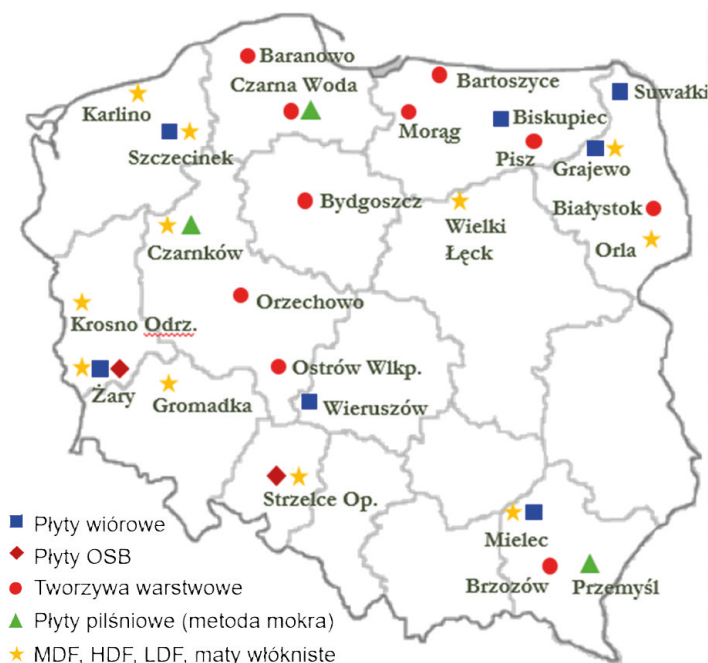 Baranowo
Czarna Woda
Bartoszyce
Suwałki
Karlino
Morąg
Biskupiec
Szczecinek
Pisz
Grajewo
Bydgoszcz
Wielki
Łęck
Białystok
Orla
Czarnków
Orzechowo
Krosno Odrz.
Ostrów Wlkp.
Żary
Gromadka
Wieruszów
Strzelce Op.
Mielec
Brzozów
Przemyśl
Płyty wiórowe
Płyty OSB
Tworzywa warstwowe
Płyty pilśniowe (metoda mokra)
MDF, HDF, LDF, maty włókniste